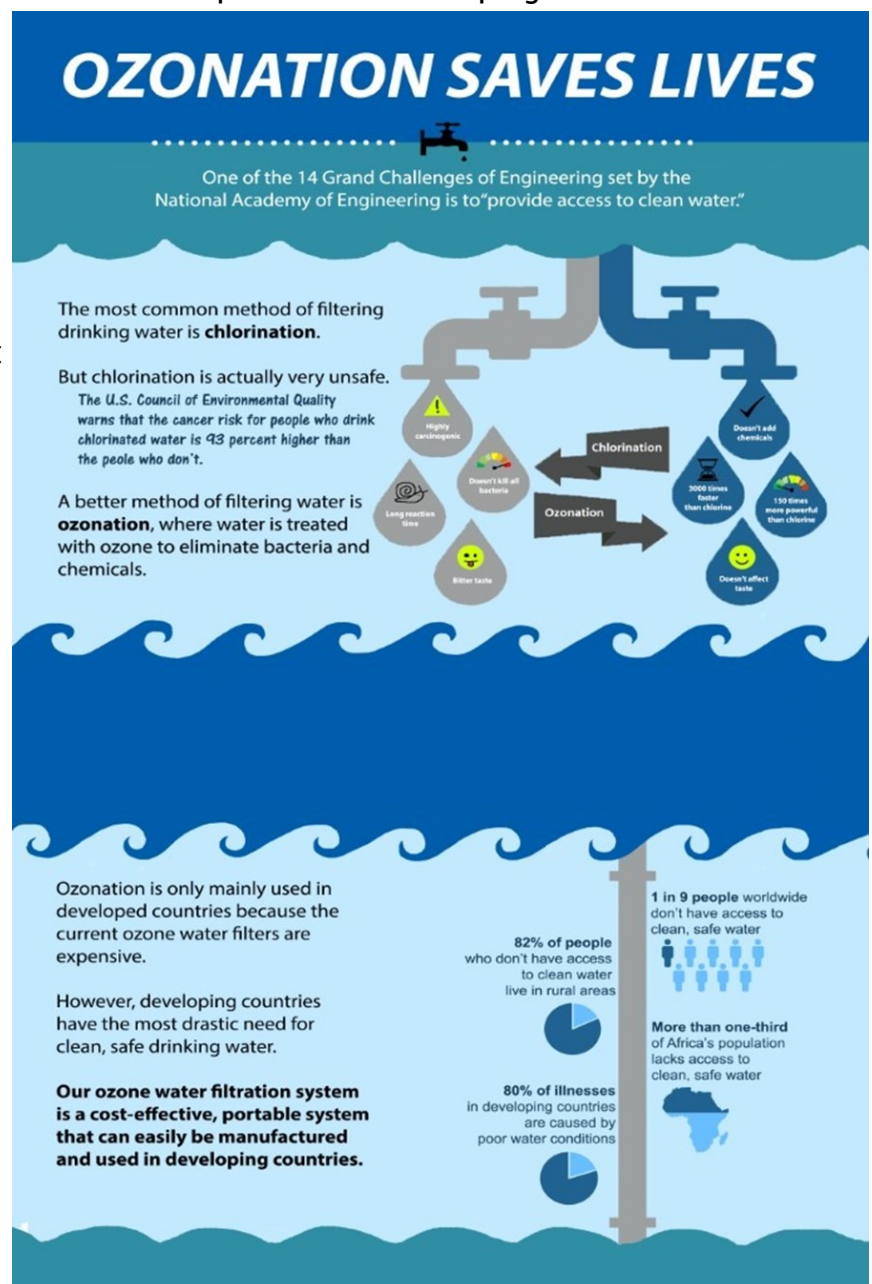 OZONATION SAVES LIVES
One of the 14 Grand Challenges of Engineering set by the
National Academy of Engineering is to“provide access to clean water.”
The most common method of filtering
drinking water is chlorination.
But chlorination is actually very unsafe.
The U.S. Council of Environmental Quality
warns that the cancer risk for people who drink
chlorinated water is 93 percent higher than
the peole who don't.
A better method of filtering water is
ozonation, where water is treated
with ozone to eliminate bacteria and
chemicals.
Highly
carcinogenic
Doesn't kill all
bacteria
Long reaction
time
Bitter taste
Chlorination
Ozonation
Doesn't add
chemicals
3000 times
faster
than chlorine
150 times
more powerful
than chlorine
Doesn't affect
taste
Ozonation is only mainly used in
developed countries because the
current ozone water filters are
expensive.
However, developing countries
have the most drastic need for
clean, safe drinking water.
Our ozone water filtration system
is a cost-effective, portable system
that can easily be manufactured
and used in developing countries.
82% of people
who don't have access
to clean water
live in rural areas
80% of illnesses
in developing countries
are caused by
poor water conditions
1 in 9 people worldwide
don't have access to
clean, safe water
More than one-third
of Africa's population
lacks access to
clean, safe water